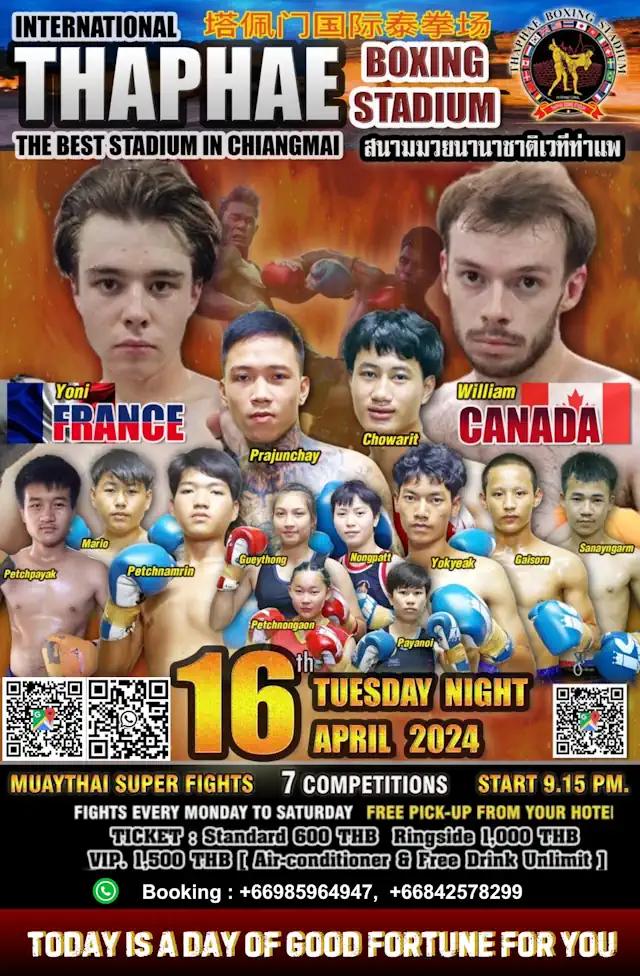 INTERNATIONAL
塔佩门国际泰拳场
THAPHAE
BOXING
STADIUM
THAPHAE BOXING STADIUM
THE BEST STADIUM IN CHIANGMAI
สนามมวยนานาชาติเวทีท่าแพ
Yoni
FRANCE
William
CANADA
Prajunchay
Chowarit
Petchpayak
Mario
Petchnamrin
Gueythong
Nongpatt
Yokyeak
Gaisorn
Sanayngarm
Petchnongaon
Payanoi
16th
TUESDAY NIGHT
APRIL 2024
MUAYTHAI SUPER FIGHTS 7 COMPETITIONS START 9.15 PM.
FIGHTS EVERY MONDAY TO SATURDAY FREE PICK-UP FROM YOUR HOTE
TICKET : Standard 600 THB Ringside 1,000 THB
VIP. 1,500 THB [ Air-conditioner & Free Drink Unlimit ]
Booking : +66985964947, +66842578299
TODAY IS A DAY OF GOOD FORTUNE FOR YOU